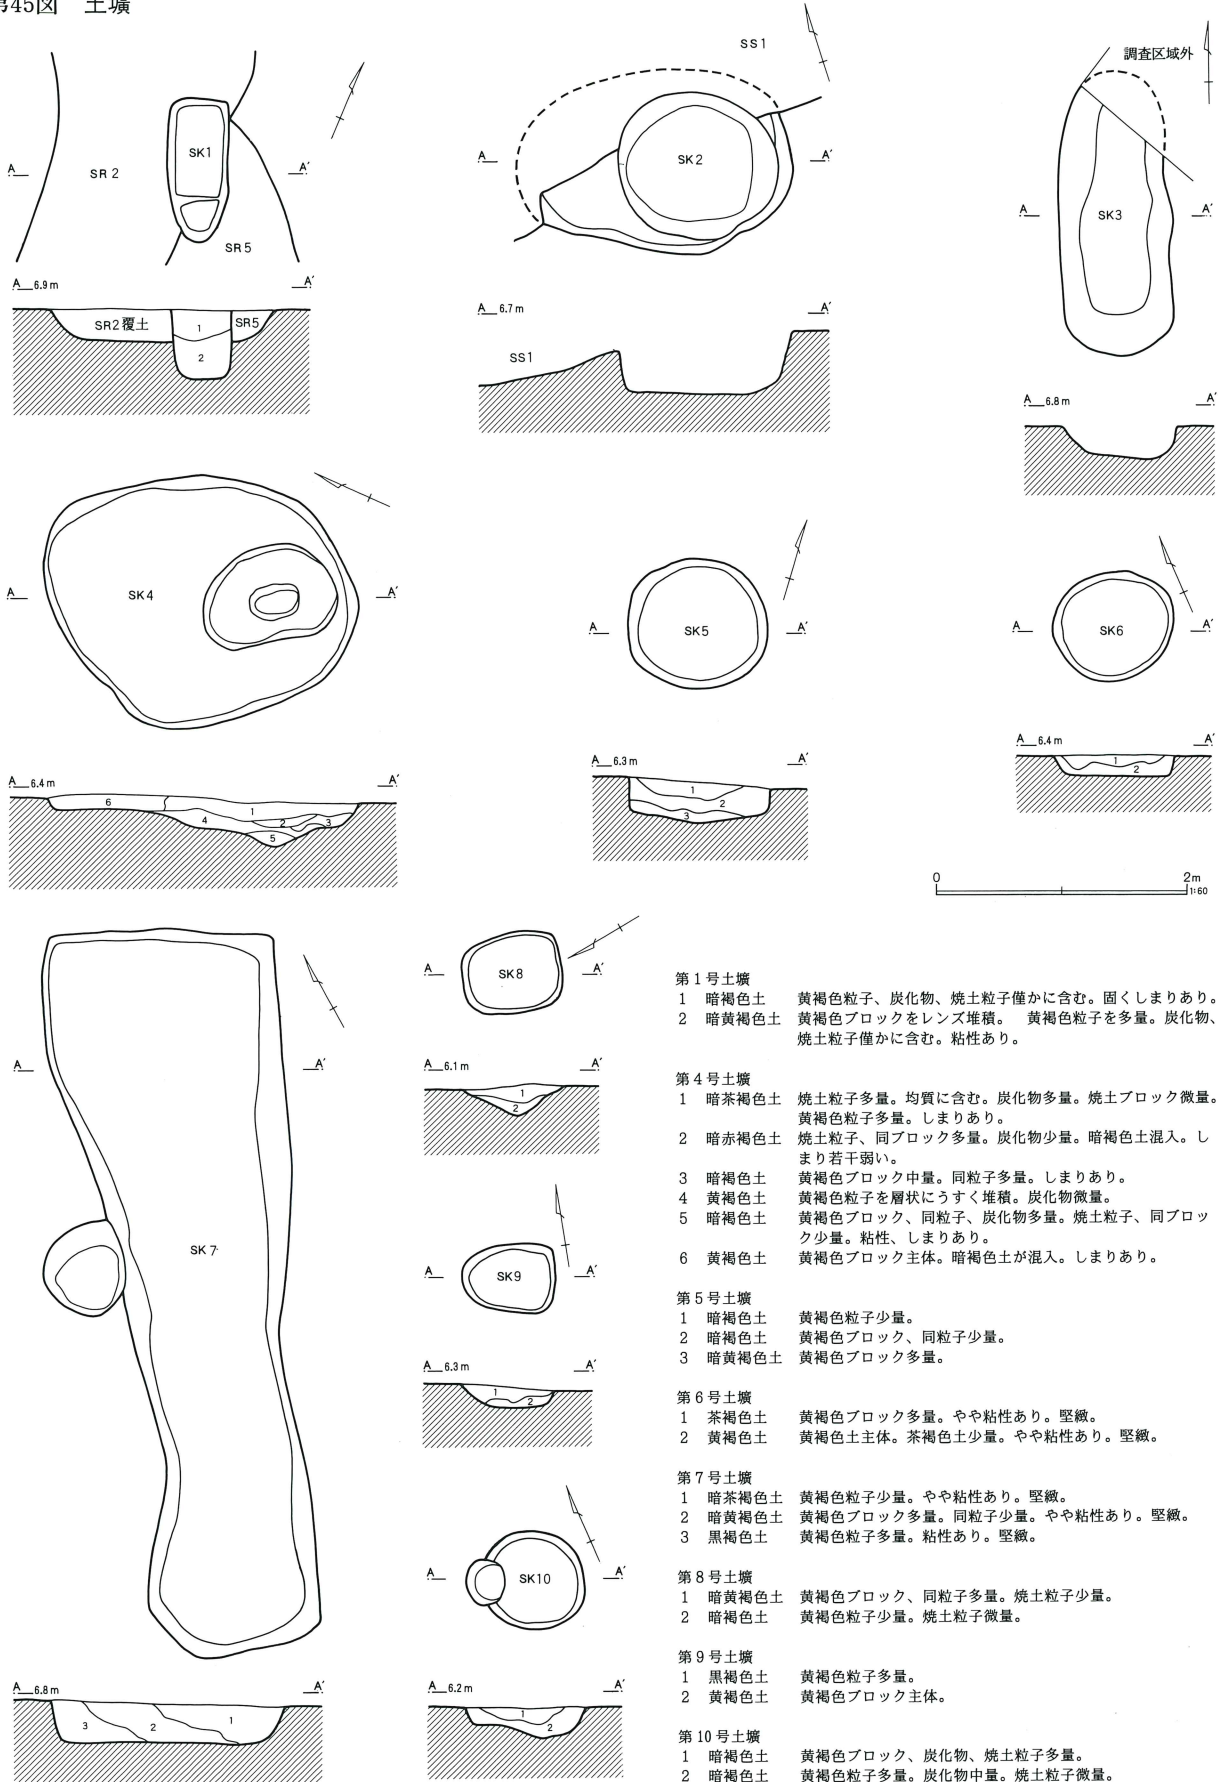 第45図　土壙
SS1
調査区域外
SK1
SR2
A
A′
SR5
A 6.9m A′
SR2覆土 1 SR5
2
SK2
A A′
A 6.7m
SS1
SK3
A A′
A 6.8m A′
SK4
A A′
A 6.4m A′
6 1 2 3 4 5
SK5
A A′
A 6.3m A′
1 2 3
SK6
A A′
A 6.4m A′
1 2
0 2m
1:60
SK7
A A′
A 6.8m A′
3 2 1
SK8
A A′
A 6.1m A′
1
2
SK9
A A′
A 6.3m A′
1 2
SK10
A A′
A 6.2m A′
1
2
第1号土壙
1　暗褐色土　黄褐色粒子、炭化物、焼土粒子僅かに含む。固くしまりあり。
2　暗黄褐色土　黄褐色ブロックをレンズ堆積。　黄褐色粒子を多量。炭化物、
焼土粒子僅かに含む。粘性あり。
第4号土壙
1　暗茶褐色土　焼土粒子多量。均質に含む。炭化物多量。焼土ブロック微量。
黄褐色粒子多量。しまりあり。
2　暗赤褐色土　焼土粒子、同ブロック多量。炭化物少量。暗褐色土混入。し
まり若干弱い。
3　暗褐色土　黄褐色ブロック中量。同粒子多量。しまりあり。
4　黄褐色土　黄褐色粒子を層状にうすく堆積。炭化物微量。
5　暗褐色土　黄褐色ブロック、同粒子、炭化物多量。焼土粒子、同ブロッ
ク少量。粘性、しまりあり。
6　黄褐色土　黄褐色ブロック主体。暗褐色土が混入。しまりあり。
第5号土壙
1　暗褐色土　黄褐色粒子少量。
2　暗褐色土　黄褐色ブロック、同粒子少量。
3　暗黄褐色土　黄褐色ブロック多量。
第6号土壙
1　茶褐色土　黄褐色ブロック多量。やや粘性あり。堅緻。
2　黄褐色土　黄褐色土主体。茶褐色土少量。やや粘性あり。堅緻。
第7号土壙
1　暗茶褐色土　黄褐色粒子少量。やや粘性あり。堅緻。
2　暗黄褐色土　黄褐色ブロック多量。同粒子少量。やや粘性あり。堅緻。
3　黒褐色土　黄褐色粒子多量。粘性あり。堅緻。
第8号土壙
1　暗黄褐色土　黄褐色ブロック、同粒子多量。焼土粒子少量。
2　暗褐色土　黄褐色粒子少量。焼土粒子微量。
第9号土壙
1　黒褐色土　黄褐色粒子多量。
2　黄褐色土　黄褐色ブロック主体。
第10号土壙
1　暗褐色土　黄褐色ブロック、炭化物、焼土粒子多量。
2　暗褐色土　黄褐色粒子多量。炭化物中量。焼土粒子微量。